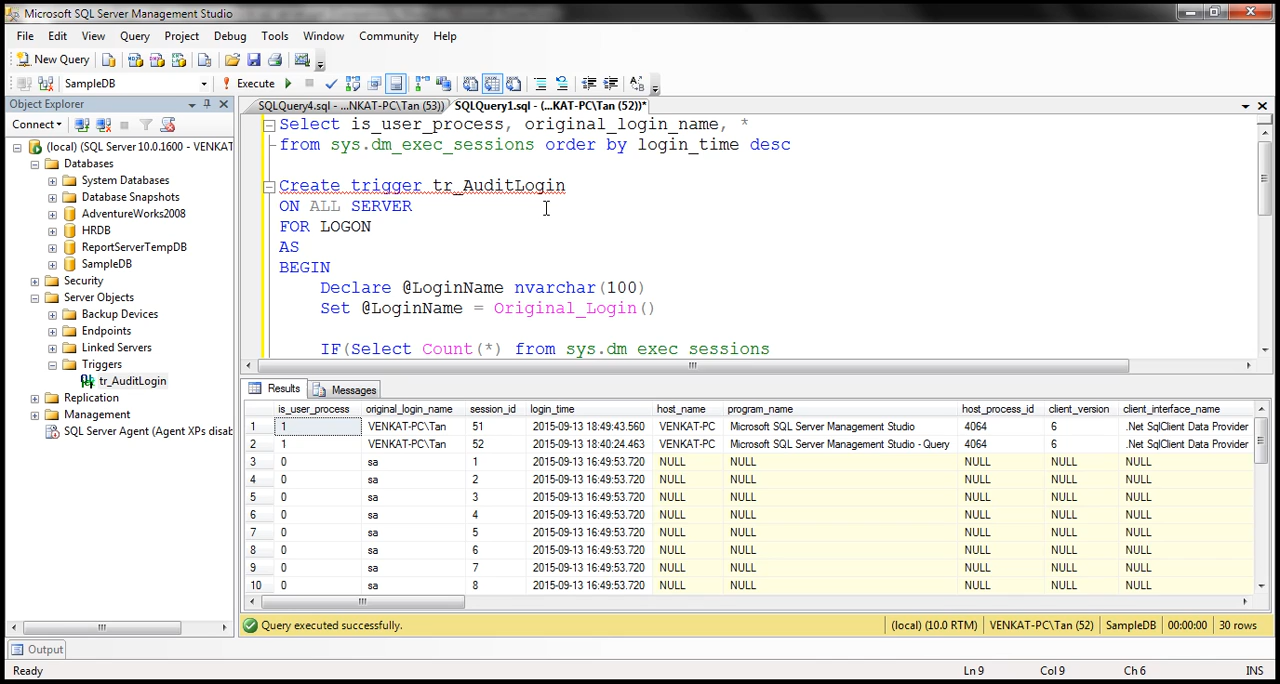 Microsoft SQL Server Management Studio
File Edit View Query Project Debug Tools Window Community Help
New Query
SampleDB Execute
Object Explorer
SQLQuery4.sql - ...NKAT-PC\Tan (53)) SQLQuery1.sql - (...KAT-PC\Tan (52))*
Connect
(local) (SQL Server 10.0.1600 - VENKAT
Databases
System Databases
Database Snapshots
AdventureWorks2008
HRDB
ReportServerTempDB
SampleDB
Security
Server Objects
Backup Devices
Endpoints
Linked Servers
Triggers
tr_AuditLogin
Replication
Management
SQL Server Agent (Agent XPs disab
Select is_user_process, original_login_name, *
from sys.dm_exec_sessions order by login_time desc
Create trigger tr_AuditLogin
ON ALL SERVER
FOR LOGON
AS
BEGIN
Declare @LoginName nvarchar(100)
Set @LoginName = Original_Login()
IF(Select Count(*) from sys.dm exec sessions
Results Messages
is_user_process original_login_name session_id login_time host_name program_name host_process_id client_version client_interface_name
1 1 VENKAT-PC\Tan 51 2015-09-13 18:49:43.560 VENKAT-PC Microsoft SQL Server Management Studio 4064 6 .Net SqlClient Data Provider
2 1 VENKAT-PC\Tan 52 2015-09-13 18:40:24.463 VENKAT-PC Microsoft SQL Server Management Studio - Query 4064 6 .Net SqlClient Data Provider
3 0 sa 1 2015-09-13 16:49:53.720 NULL NULL NULL NULL NULL
4 0 sa 2 2015-09-13 16:49:53.720 NULL NULL NULL NULL NULL
5 0 sa 3 2015-09-13 16:49:53.720 NULL NULL NULL NULL NULL
6 0 sa 4 2015-09-13 16:49:53.720 NULL NULL NULL NULL NULL
7 0 sa 5 2015-09-13 16:49:53.720 NULL NULL NULL NULL NULL
8 0 sa 6 2015-09-13 16:49:53.720 NULL NULL NULL NULL NULL
9 0 sa 7 2015-09-13 16:49:53.720 NULL NULL NULL NULL NULL
10 0 sa 8 2015-09-13 16:49:53.720 NULL NULL NULL NULL NULL
Query executed successfully. (local) (10.0 RTM) VENKAT-PC\Tan (52) SampleDB 00:00:00 30 rows
Output
Ready Ln 9 Col 9 Ch 6 INS